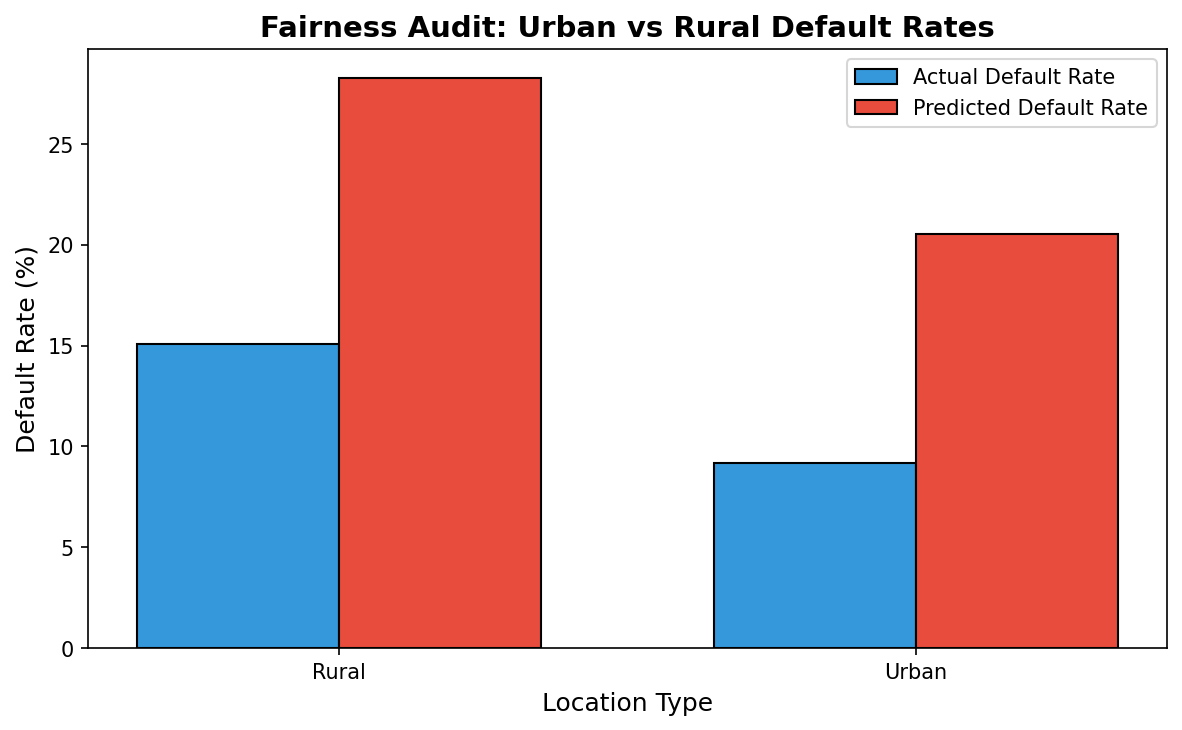 Fairness Audit: Urban vs Rural Default Rates
Actual Default Rate
Predicted Default Rate
Default Rate (%)
25
20
15
10
5
0
Rural
Urban
Location Type